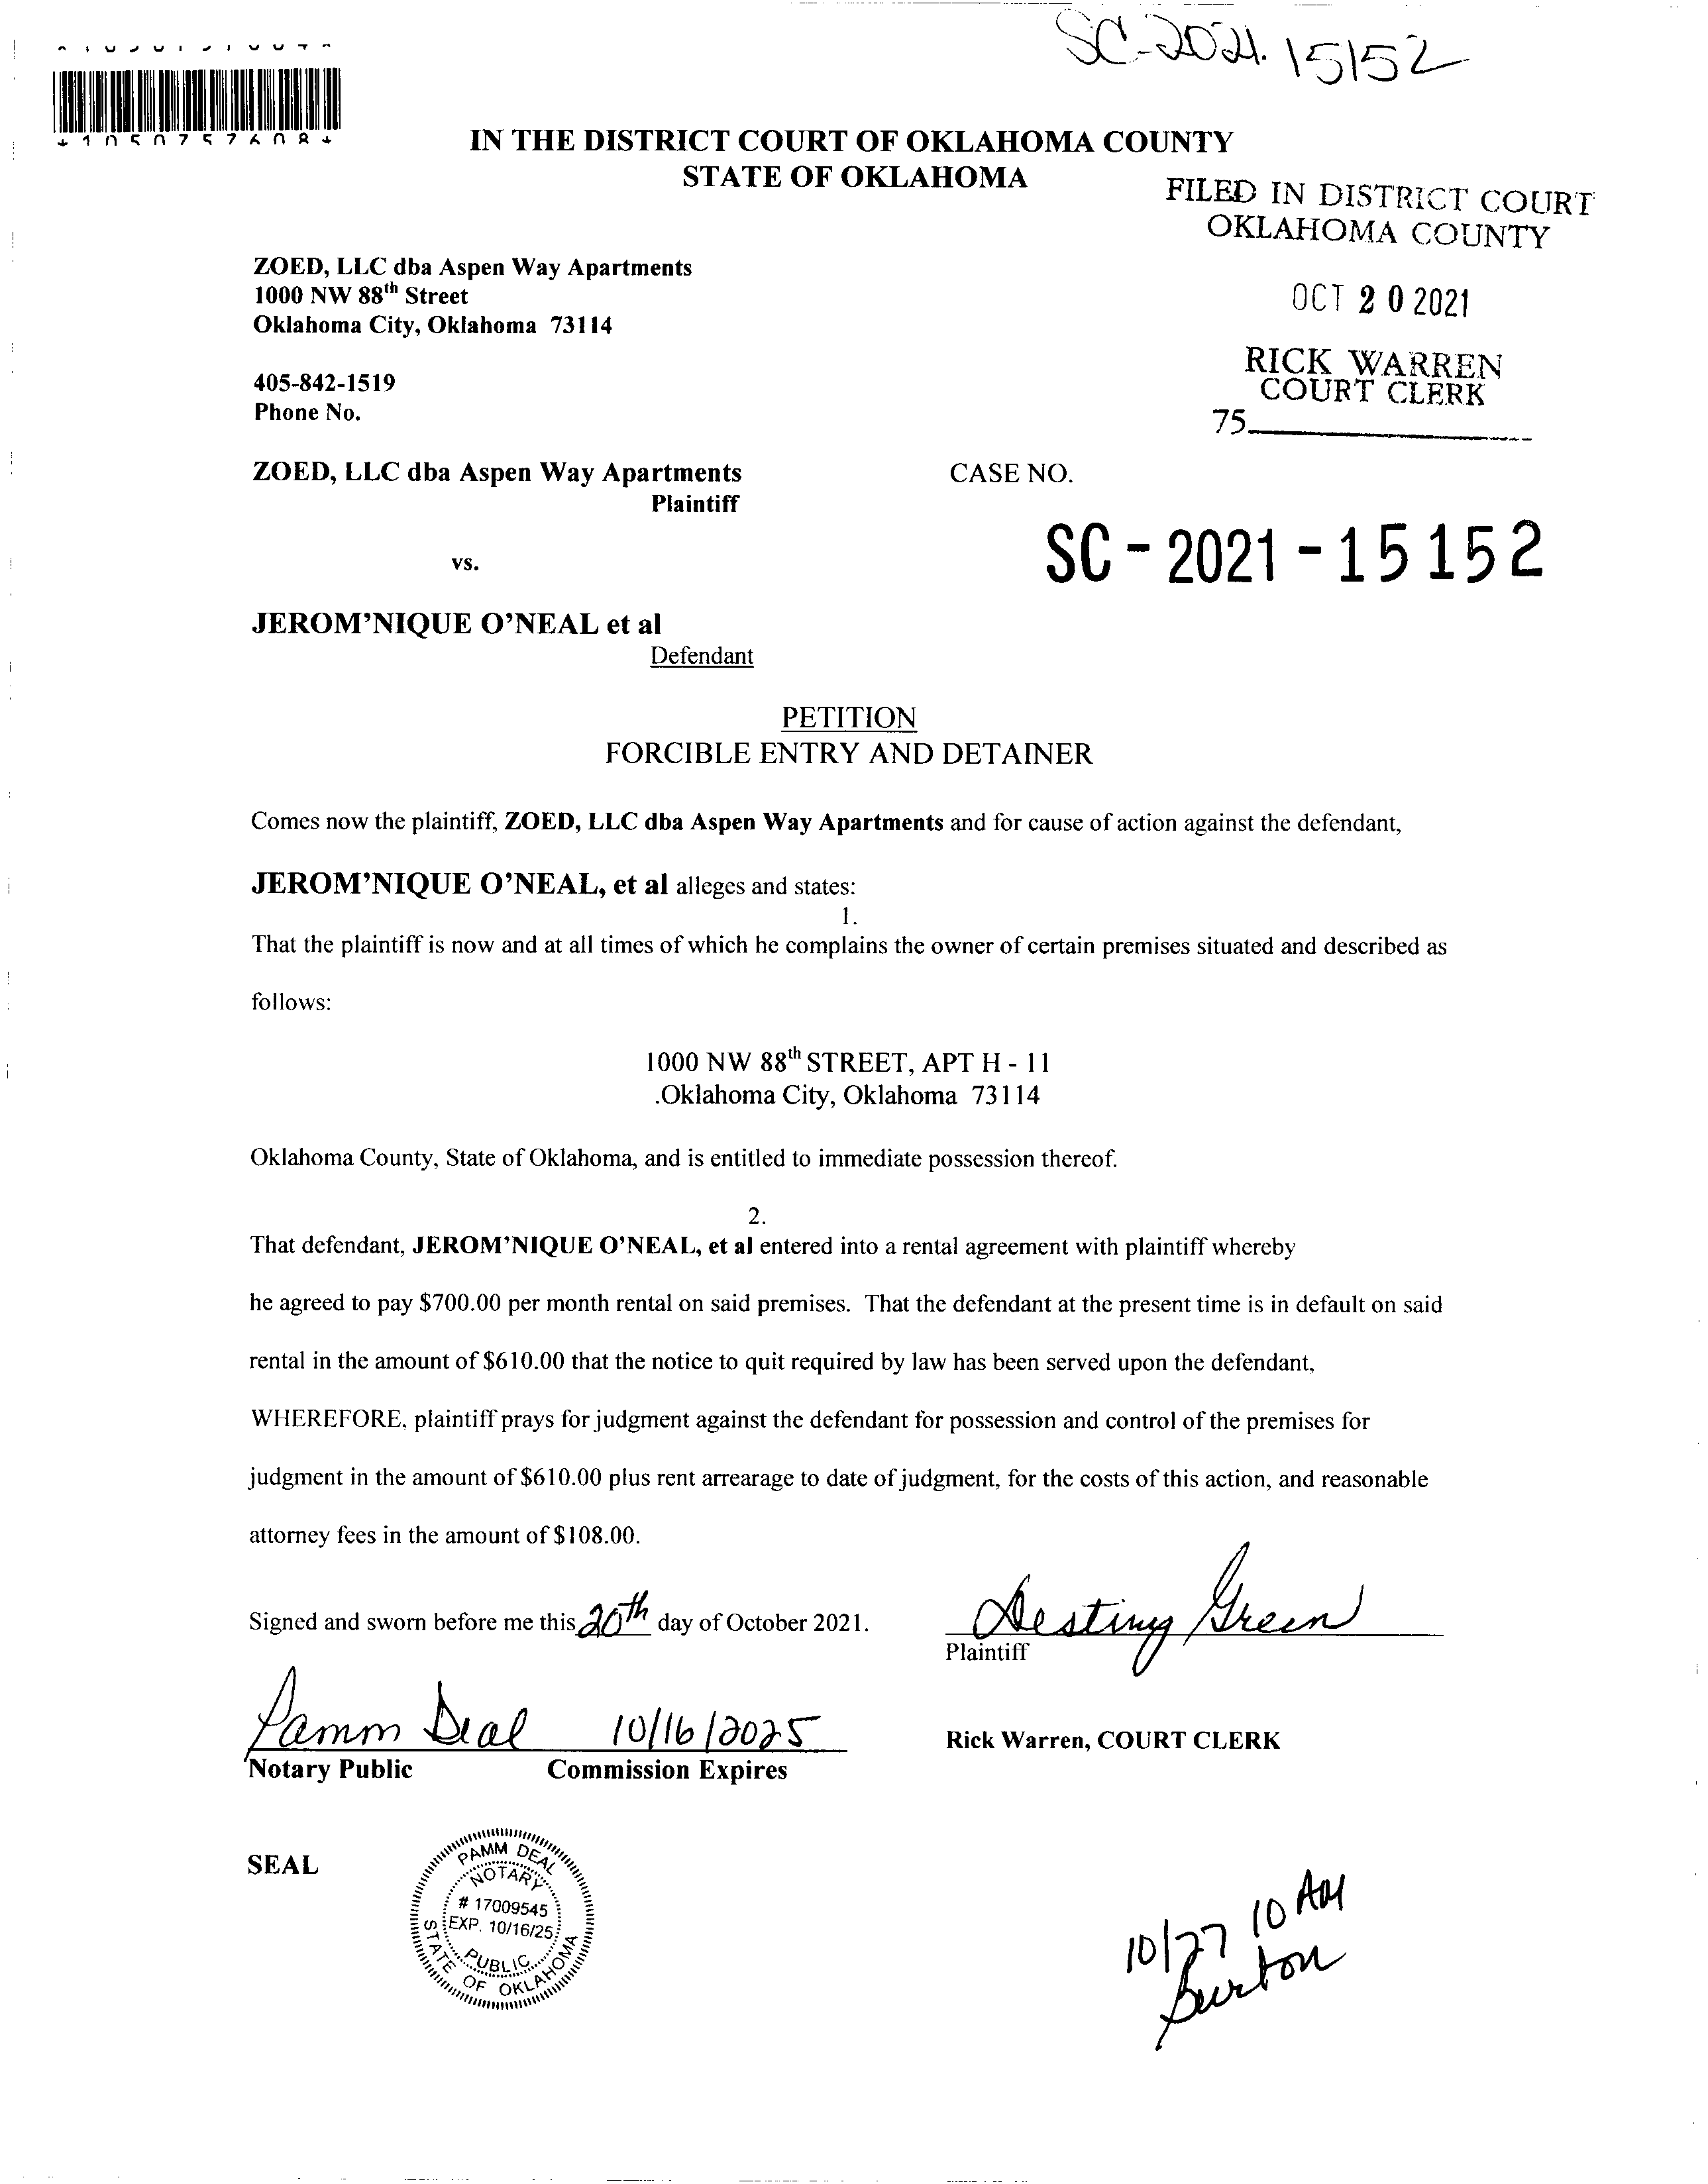 SC-2021-15152
*1050757608*
IN THE DISTRICT COURT OF OKLAHOMA COUNTY
STATE OF OKLAHOMA
FILED IN DISTRICT COURT
OKLAHOMA COUNTY
OCT 20 2021
RICK WARREN
COURT CLERK
75
ZOED, LLC dba Aspen Way Apartments
1000 NW 88th Street
Oklahoma City, Oklahoma 73114
405-842-1519
Phone No.
ZOED, LLC dba Aspen Way Apartments
Plaintiff
CASE NO.
SC-2021-15152
vs.
JEROM'NIQUE O'NEAL et al
Defendant
PETITION
FORCIBLE ENTRY AND DETAINER
Comes now the plaintiff, ZOED, LLC dba Aspen Way Apartments and for cause of action against the defendant,
JEROM'NIQUE O'NEAL, et al alleges and states:
1.
That the plaintiff is now and at all times of which he complains the owner of certain premises situated and described as
follows:
1000 NW 88th STREET, APT H - 11
.Oklahoma City, Oklahoma 73114
Oklahoma County, State of Oklahoma, and is entitled to immediate possession thereof.
2.
That defendant, JEROM'NIQUE O'NEAL, et al entered into a rental agreement with plaintiff whereby
he agreed to pay $700.00 per month rental on said premises. That the defendant at the present time is in default on said
rental in the amount of $610.00 that the notice to quit required by law has been served upon the defendant,
WHEREFORE, plaintiff prays for judgment against the defendant for possession and control of the premises for
judgment in the amount of $610.00 plus rent arrearage to date of judgment, for the costs of this action, and reasonable
attorney fees in the amount of $108.00.
Signed and sworn before me this 20th day of October 2021.
Destiny Green
Plaintiff
Pamm Deal 10/16/2025
Notary Public Commission Expires
Rick Warren, COURT CLERK
SEAL
PAMM DEAL
NOTARY
# 17009545
EXP. 10/16/25
PUBLIC
STATE OF OKLAHOMA
10/27 10 AM
Burton